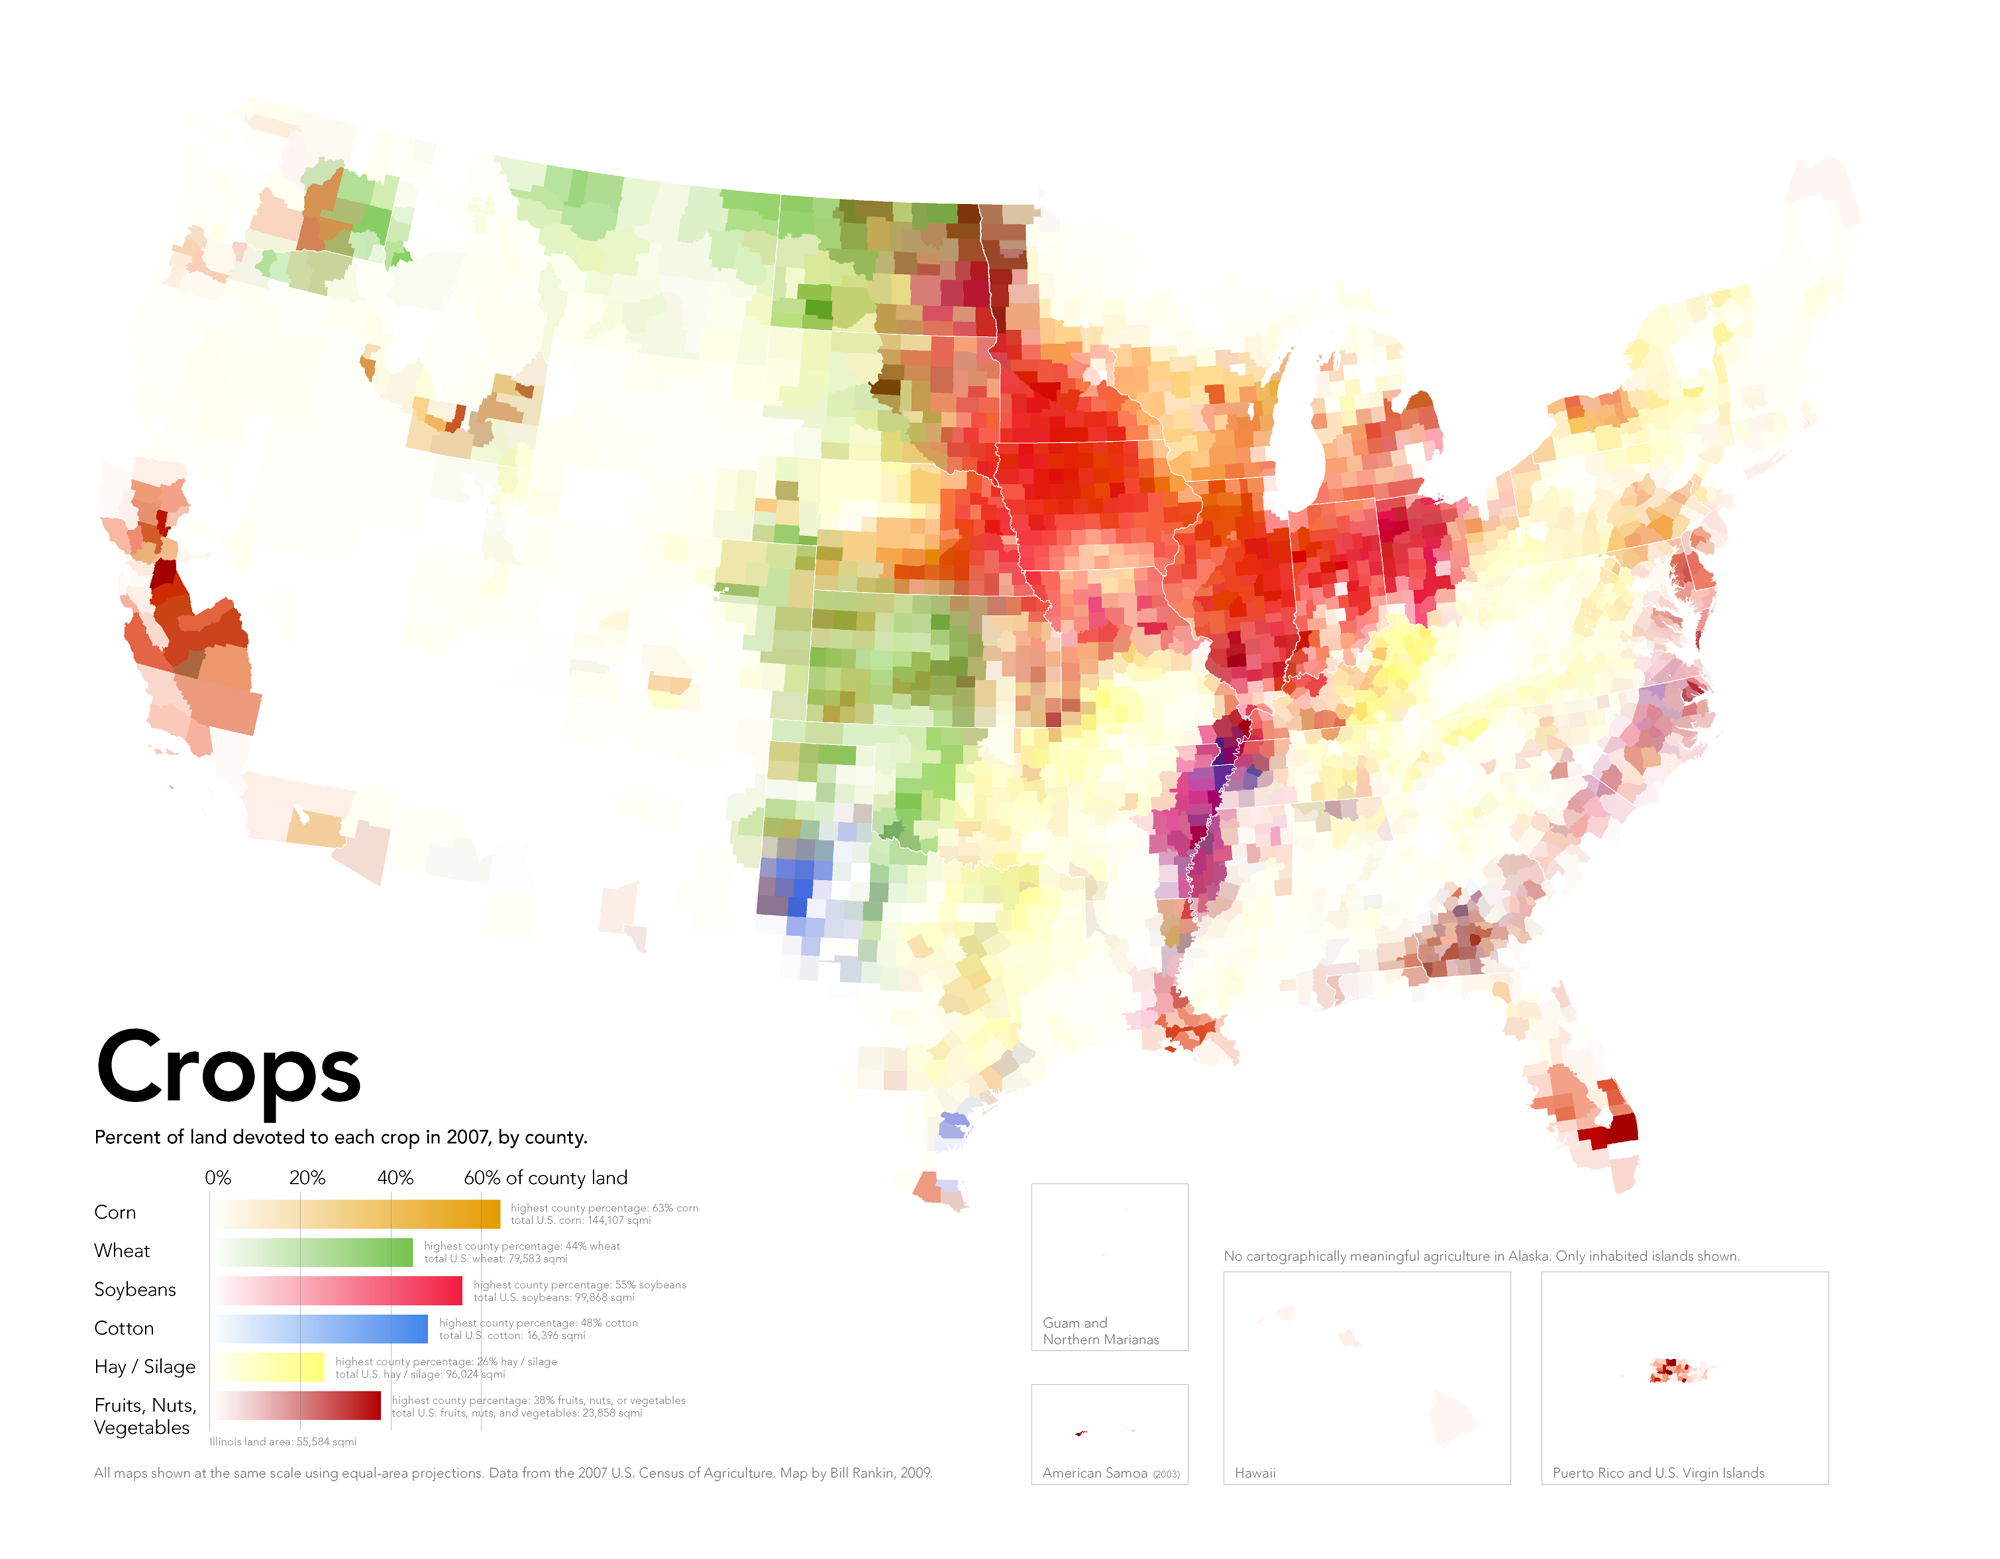 Crops
Percent of land devoted to each crop in 2007, by county.
0% 20% 40% 60% of county land
Corn
highest county percentage: 63% corn
total U.S. corn: 144,107 sqmi
Wheat
highest county percentage: 44% wheat
total U.S. wheat: 79,583 sqmi
Soybeans
highest county percentage: 55% soybeans
total U.S. soybeans: 99,868 sqmi
Cotton
highest county percentage: 48% cotton
total U.S. cotton: 16,396 sqmi
Hay / Silage
highest county percentage: 26% hay / silage
total U.S. hay / silage: 96,024 sqmi
Fruits, Nuts,
Vegetables
highest county percentage: 38% fruits, nuts, or vegetables
total U.S. fruits, nuts, and vegetables: 23,858 sqmi
Illinois land area: 55,584 sqmi
All maps shown at the same scale using equal-area projections. Data from the 2007 U.S. Census of Agriculture. Map by Bill Rankin, 2009.
Guam and
Northern Marianas
American Samoa (2003)
No cartographically meaningful agriculture in Alaska. Only inhabited islands shown.
Hawaii
Puerto Rico and U.S. Virgin Islands